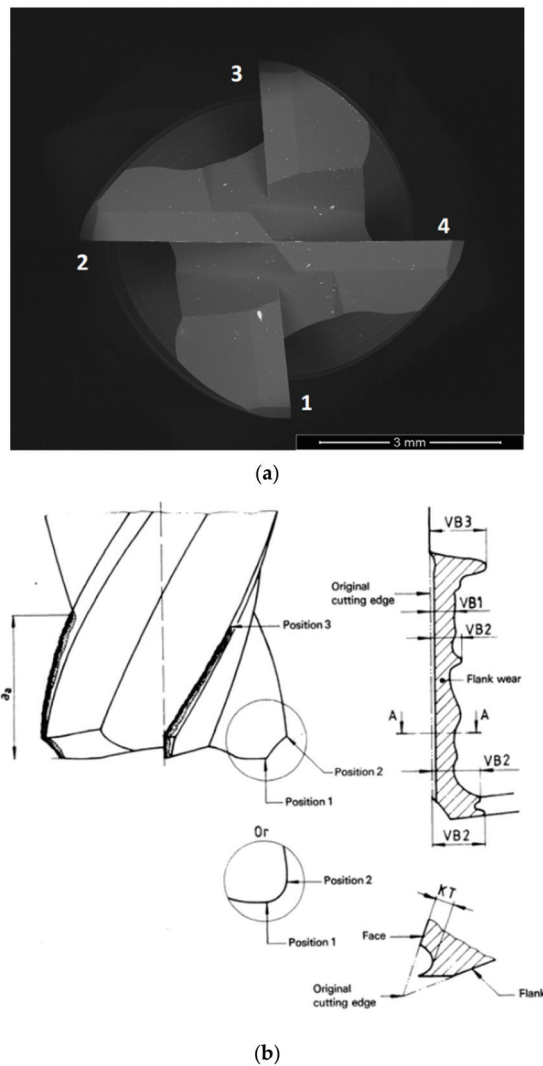 3
4
2
1
3 mm
(a)
VB3
Original
cutting edge
VB1
VB2
Position 3
Flank wear
aa
A
A
Position 2
VB2
Position 1
Or
VB2
Position 2
KT
Face
Position 1
Original
cutting edge
Flank
(b)